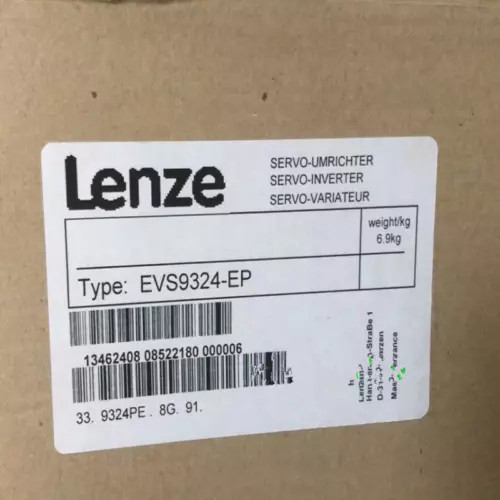 Lenze
SERVO-UMRICHTER
SERVO-INVERTER
SERVO-VARIATEUR
weight/kg
6.9kg
Type: EVS9324-EP
13462408 08522180 000006
33. 9324PE . 8G. 91.